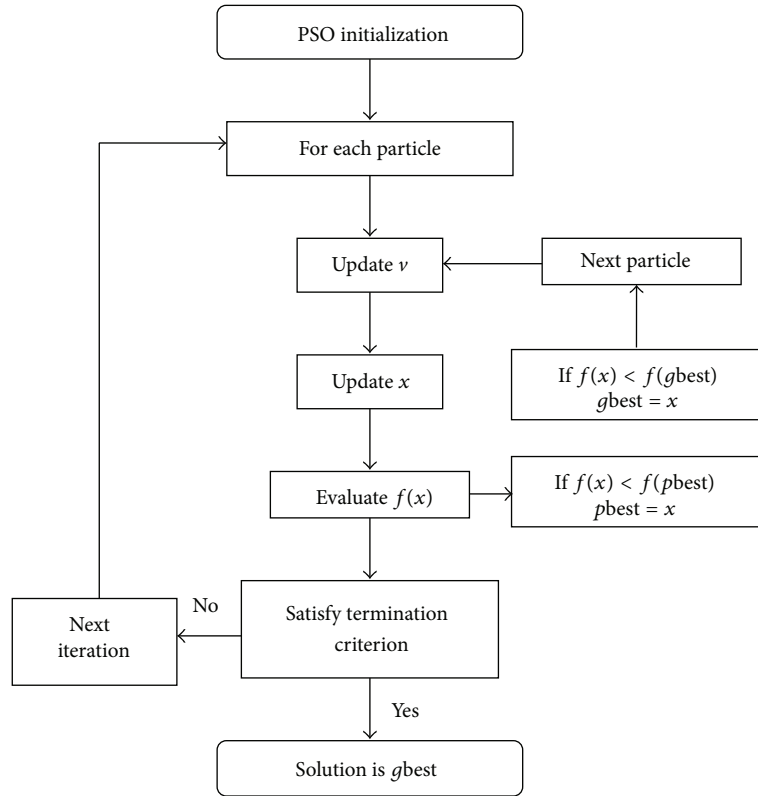 PSO initialization
For each particle
Update v
Next particle
Update x
If f(x) < f(gbest)
gbest = x
Evaluate f(x)
If f(x) < f(pbest)
pbest = x
Next
iteration
No
Satisfy termination
criterion
Yes
Solution is gbest